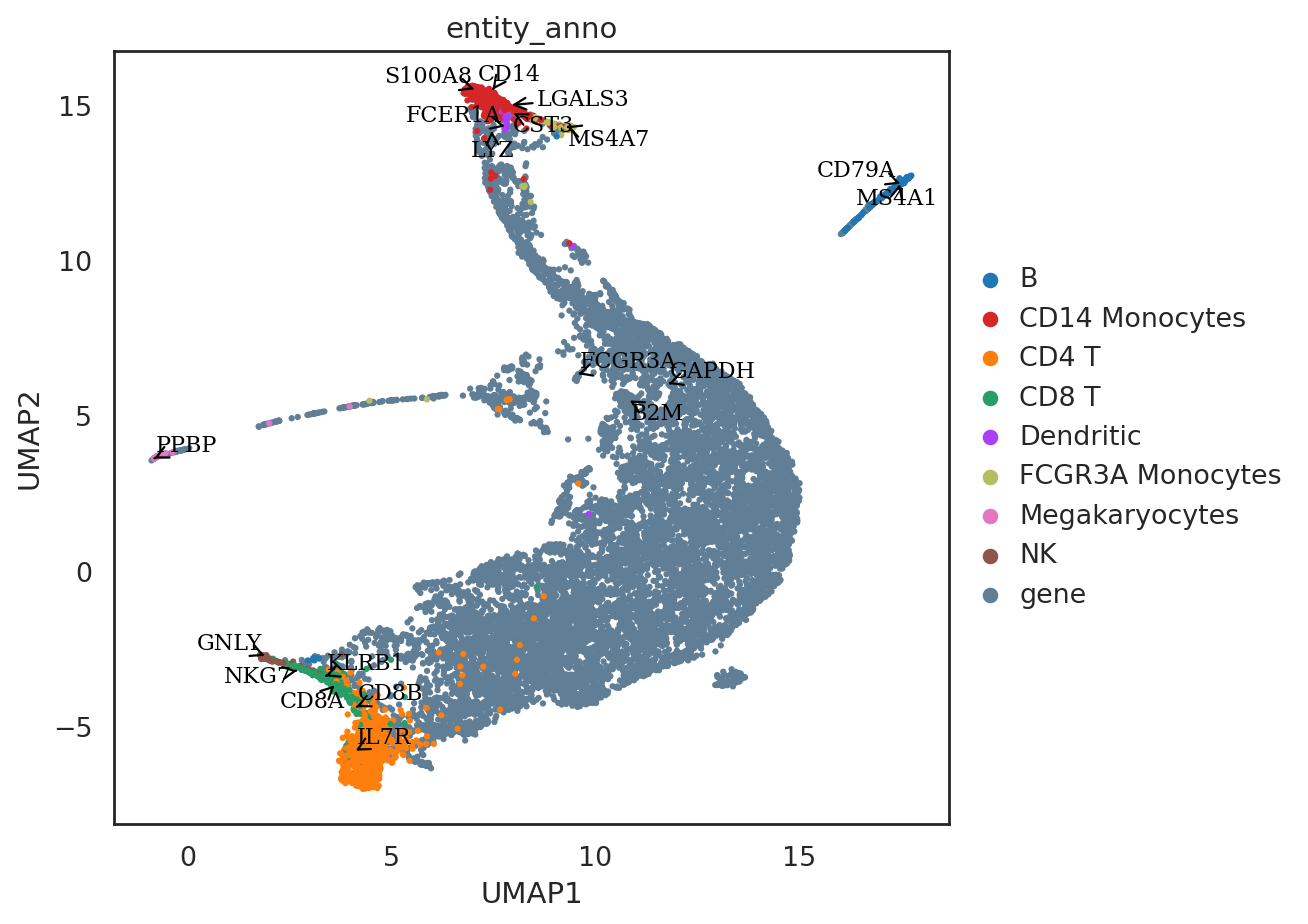 entity_anno
S100A8
CD14
LGALS3
FCER1A
CST3
MS4A7
LYZ
CD79A
MS4A1
FCGR3A
GAPDH
B2M
PPBP
GNLY
KLRB1
NKG7
CD8A
CD8B
IL7R
15
10
5
0
−5
UMAP2
0
5
10
15
UMAP1
B
CD14 Monocytes
CD4 T
CD8 T
Dendritic
FCGR3A Monocytes
Megakaryocytes
NK
gene